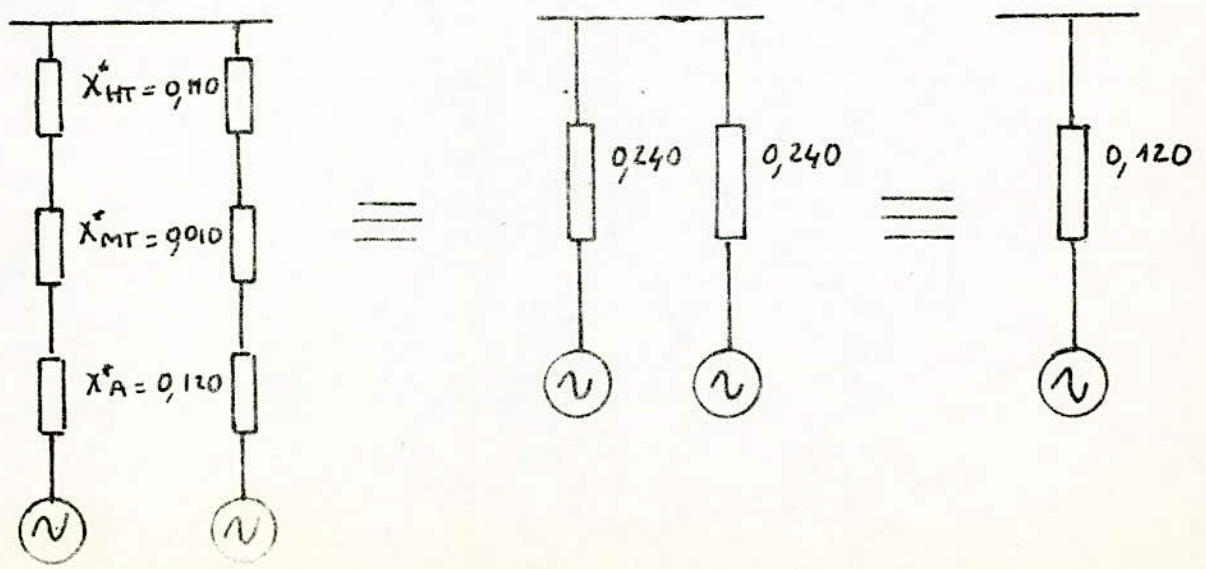 X*HT = 0,110
X*MT = 0,010
X*A = 0,120
0,240
0,240
0,120